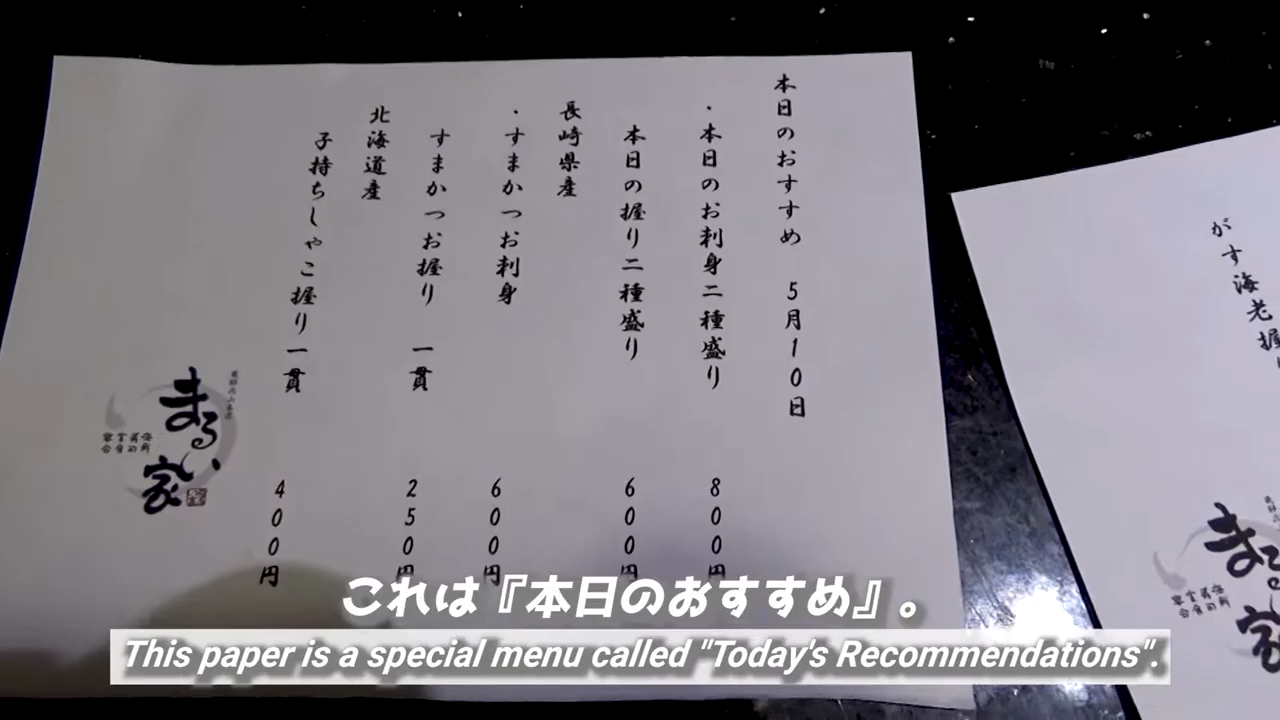 本日のおすすめ　5月10日
・本日のお刺身二種盛り　800円
本日の握り二種盛り　600円
長崎県産
・すまかつお刺身　600円
すまかつお握り　一貫　250円
北海道産
子持ちしゃこ握り一貫　400円
まるい家
がす海老握
これは『本日のおすすめ』。
This paper is a special menu called "Today's Recommendations".